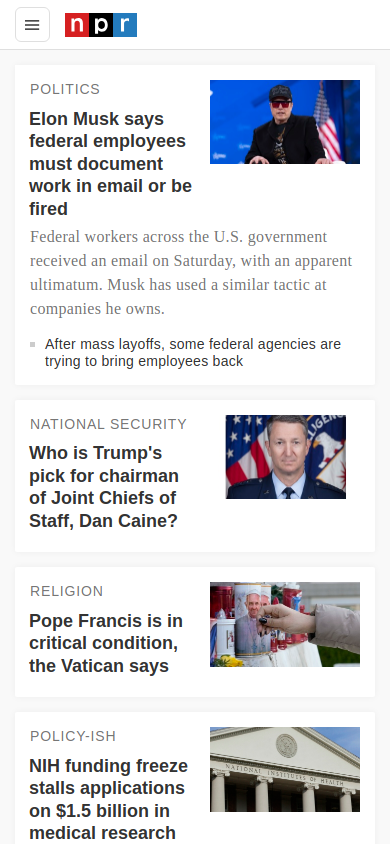 npr
POLITICS
Elon Musk says
federal employees
must document
work in email or be
fired
Federal workers across the U.S. government
received an email on Saturday, with an apparent
ultimatum. Musk has used a similar tactic at
companies he owns.
After mass layoffs, some federal agencies are
trying to bring employees back
NATIONAL SECURITY
Who is Trump's
pick for chairman
of Joint Chiefs of
Staff, Dan Caine?
RELIGION
Pope Francis is in
critical condition,
the Vatican says
POLICY-ISH
NIH funding freeze
stalls applications
on $1.5 billion in
medical research
NATIONAL INSTITUTES OF HEALTH